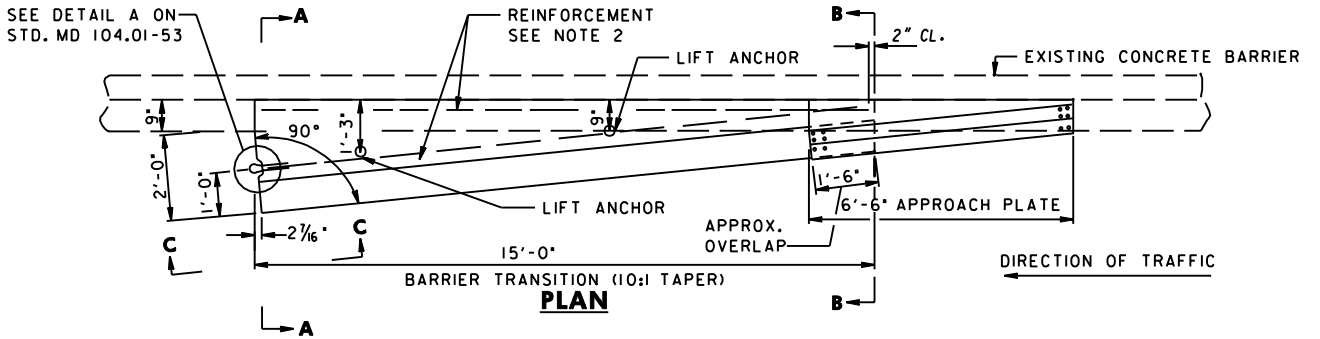 SEE DETAIL A ON
STD. MD 104.01-53
A
REINFORCEMENT
SEE NOTE 2
LIFT ANCHOR
B
2" CL.
EXISTING CONCRETE BARRIER
9"
90°
1'-3"
9"
2'-0"
1'-0"
1'-6"
6'-6" APPROACH PLATE
LIFT ANCHOR
APPROX.
OVERLAP
C
2 7/16"
C
15'-0"
DIRECTION OF TRAFFIC
BARRIER TRANSITION (10:1 TAPER)
PLAN
B
A